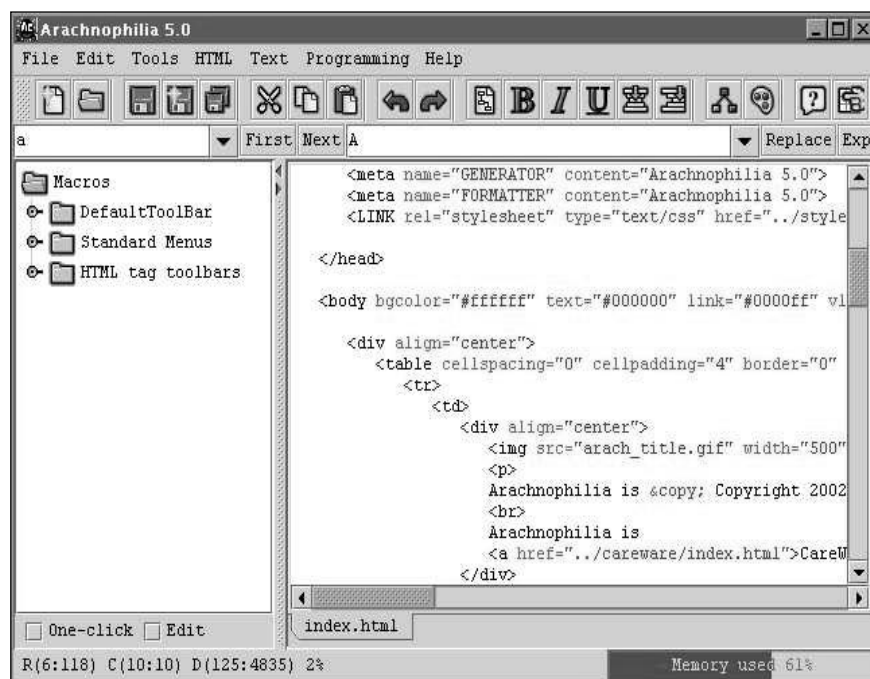 Arachnophilia 5.0
File Edit Tools HTML Text Programming Help
a First Next A Replace Exp
Macros
DefaultToolBar
Standard Menus
HTML tag toolbars
<meta name="GENERATOR" content="Arachnophilia 5.0">
<meta name="FORMATTER" content="Arachnophilia 5.0">
<LINK rel="stylesheet" type="text/css" href="../style
</head>
<body bgcolor="#ffffff" text="#000000" link="#0000ff" vl
<div align="center">
<table cellspacing="0" cellpadding="4" border="0"
<tr>
<td>
<div align="center">
<img src="arach_title.gif" width="500"
<p>
Arachnophilia is &copy; Copyright 2002
<br>
Arachnophilia is
<a href="../careware/index.html">CareW
</div>
One-click Edit
index.html
R(6:118) C(10:10) D(125:4835) 2% Memory used 61%